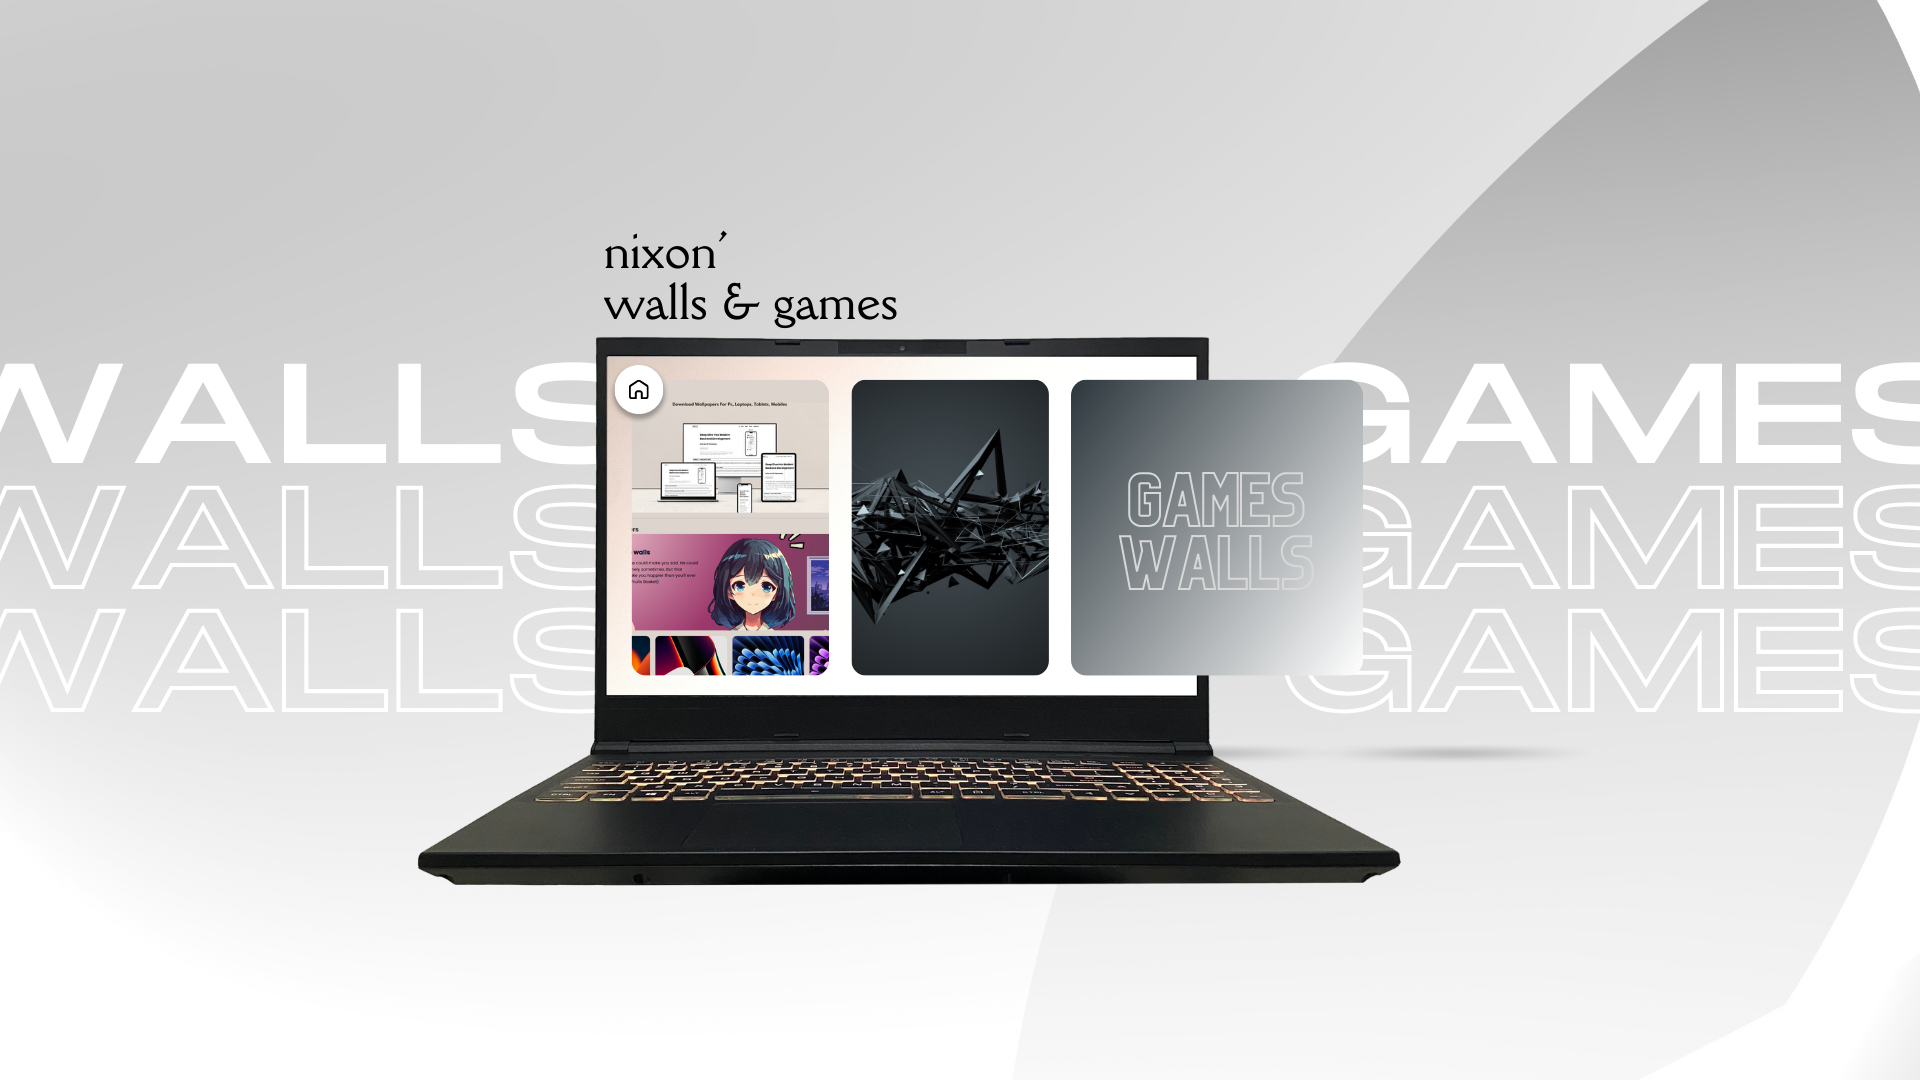 nixon’
walls & games
WALLS
GAMES
WALLS
GAMES
WALLS
GAMES
Download Wallpapers For Pc, Laptops, Tablets, Mobiles
walls
GAMES
WALLS